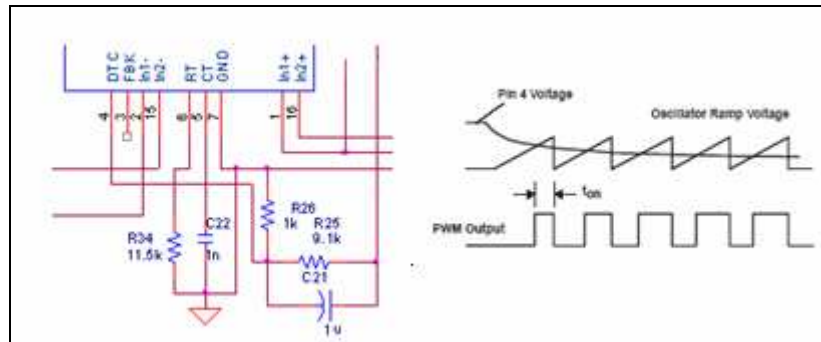 DTC
FBK
In1-
In2-
RT
CT
GND
In1+
In2+
4
3
2
15
6
5
7
1
16
R34
11.5k
C22
1n
R26
1k
R25
9.1k
C21
1u
Pin 4 Voltage
Oscillator Ramp Voltage
ton
PWM Output